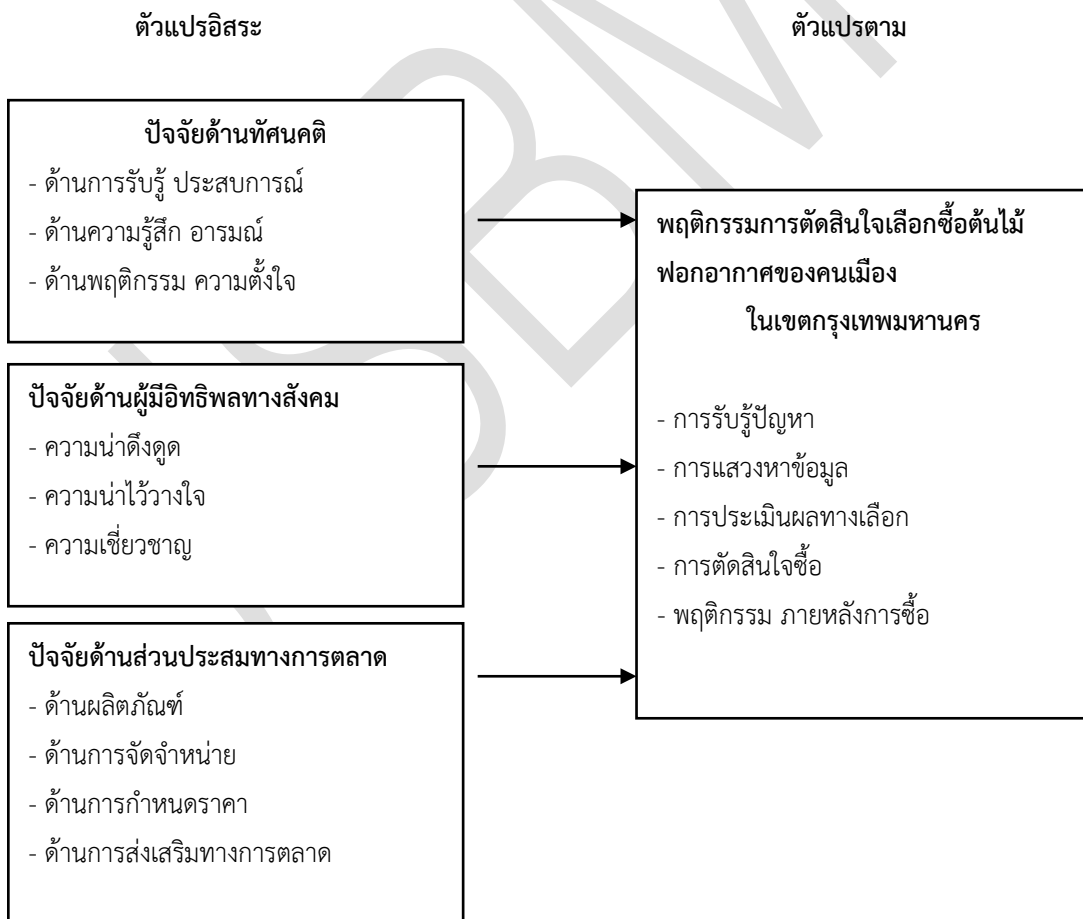 ตัวแปรอิสระ
ตัวแปรตาม
ปัจจัยด้านทัศนคติ
- ด้านการรับรู้ ประสบการณ์
- ด้านความรู้สึก อารมณ์
- ด้านพฤติกรรม ความตั้งใจ
ปัจจัยด้านผู้มีอิทธิพลทางสังคม
- ความน่าดึงดูด
- ความน่าไว้วางใจ
- ความเชี่ยวชาญ
ปัจจัยด้านส่วนประสมทางการตลาด
- ด้านผลิตภัณฑ์
- ด้านการจัดจำหน่าย
- ด้านการกำหนดราคา
- ด้านการส่งเสริมทางการตลาด
พฤติกรรมการตัดสินใจเลือกซื้อต้นไม้
ฟอกอากาศของคนเมือง
ในเขตกรุงเทพมหานคร
- การรับรู้ปัญหา
- การแสวงหาข้อมูล
- การประเมินผลทางเลือก
- การตัดสินใจซื้อ
- พฤติกรรม ภายหลังการซื้อ